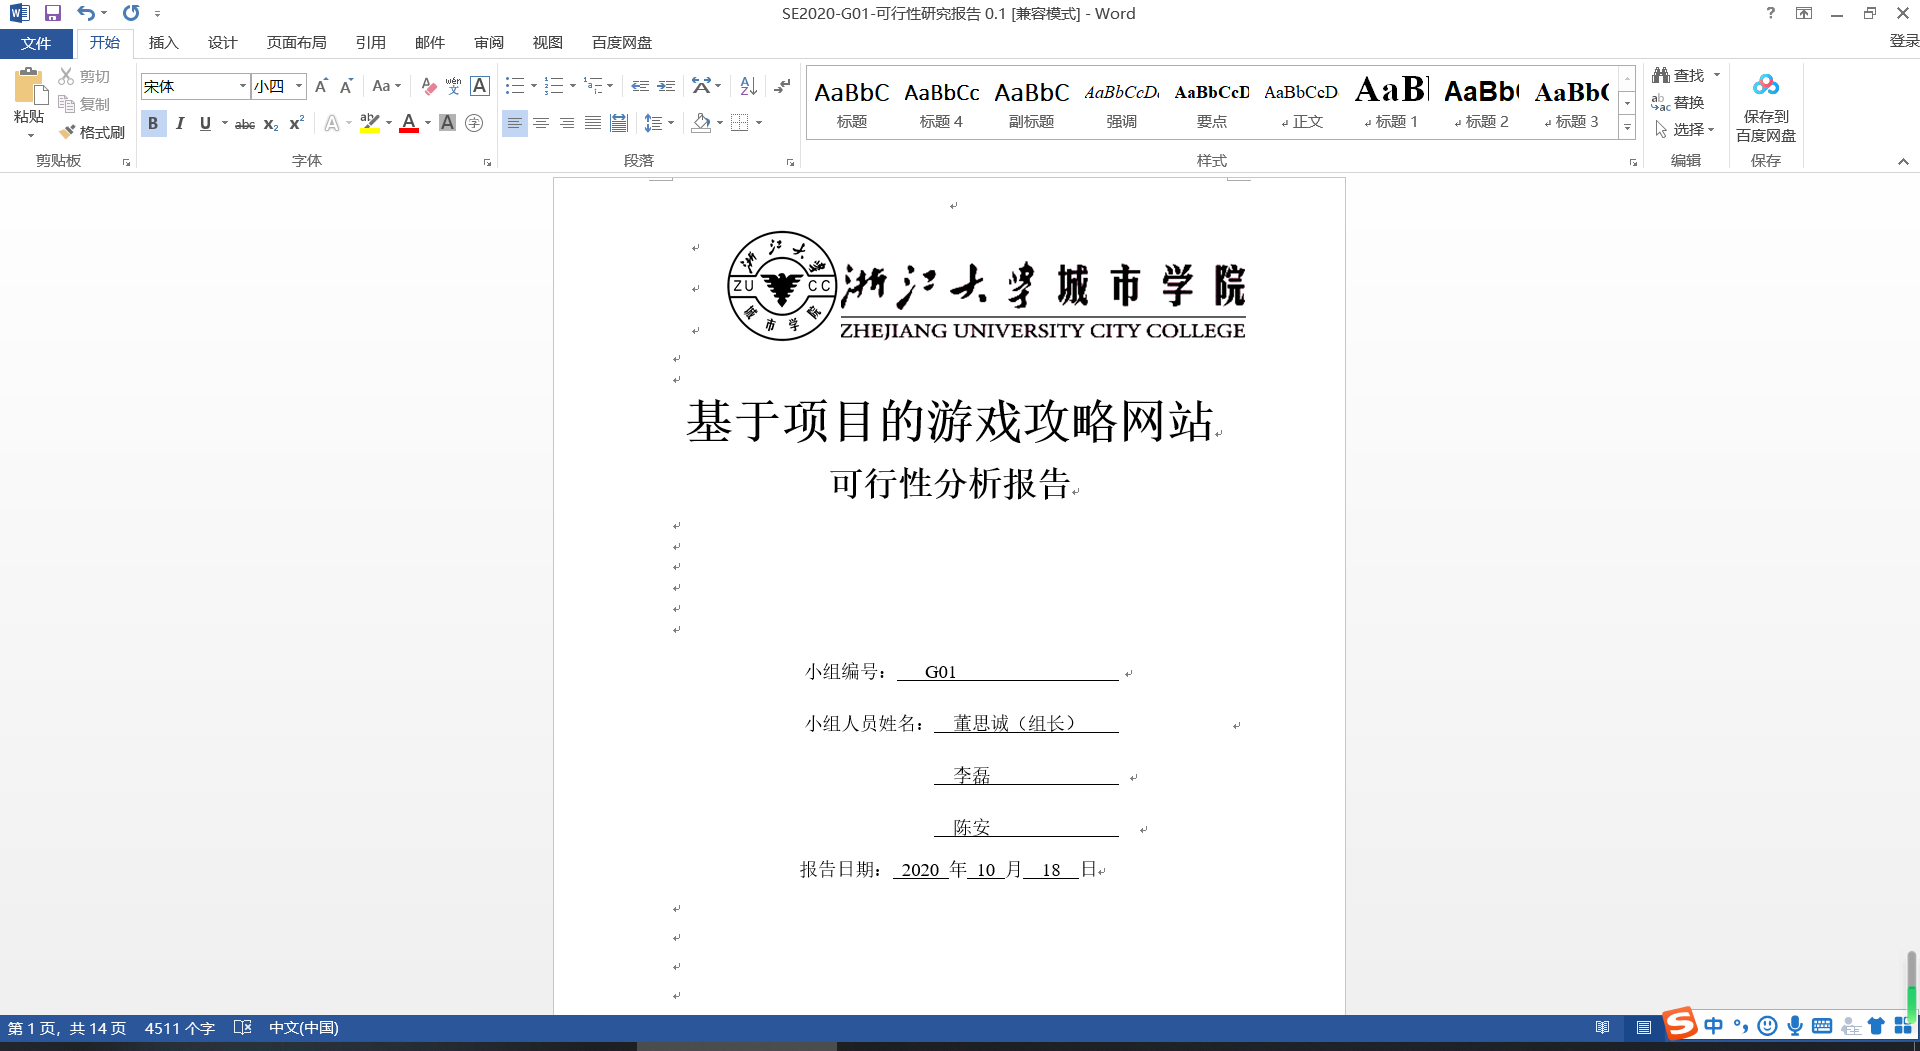 SE2020-G01-可行性研究报告 0.1 [兼容模式] - Word
文件 开始 插入 设计 页面布局 引用 邮件 审阅 视图 百度网盘 登录
粘贴 剪切 复制 格式刷 剪贴板
宋体 小四 字体
段落
AaBbC AaBbCc AaBbC AaBbCcD AaBbCcD AaBbCcD AaBl AaBb( AaBb(
标题 标题 4 副标题 强调 要点 正文 标题 1 标题 2 标题 3
样式
查找 替换 选择 编辑
保存到 百度网盘 保存
浙江大学 ZU CC 城市学院
浙江大学城市学院
ZHEJIANG UNIVERSITY CITY COLLEGE
基于项目的游戏攻略网站
可行性分析报告
小组编号： G01
小组人员姓名： 董思诚（组长）
李磊
陈安
报告日期： 2020 年 10 月 18 日
第 1 页，共 14 页 4511 个字 中文(中国) 中